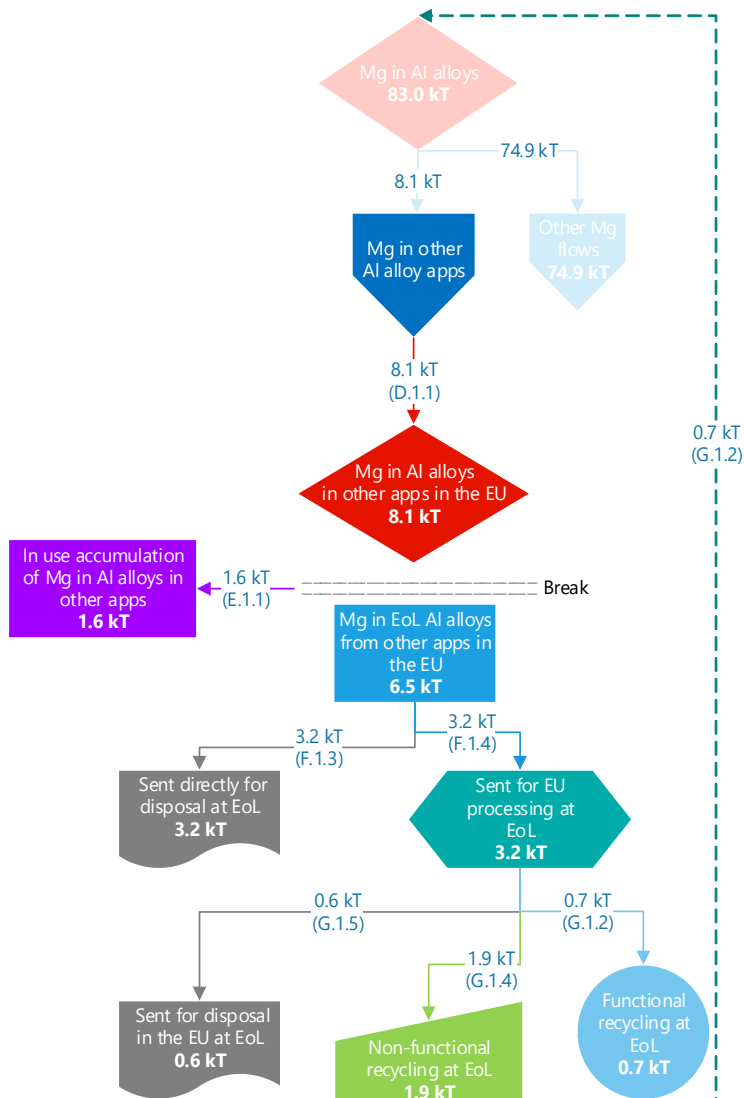 Mg in Al alloys
83.0 kT
74.9 kT
8.1 kT
Mg in other
Al alloy apps
Other Mg
flows
74.9 kT
8.1 kT
(D.1.1)
0.7 kT
(G.1.2)
Mg in Al alloys
in other apps in the EU
8.1 kT
In use accumulation
of Mg in Al alloys in
other apps
1.6 kT
1.6 kT
(E.1.1)
Break
Mg in EoL Al alloys
from other apps in
the EU
6.5 kT
3.2 kT
(F.1.3)
3.2 kT
(F.1.4)
Sent directly for
disposal at EoL
3.2 kT
Sent for EU
processing at
EoL
3.2 kT
0.6 kT
(G.1.5)
0.7 kT
(G.1.2)
1.9 kT
(G.1.4)
Sent for disposal
in the EU at EoL
0.6 kT
Non-functional
recycling at EoL
1.9 kT
Functional
recycling at
EoL
0.7 kT